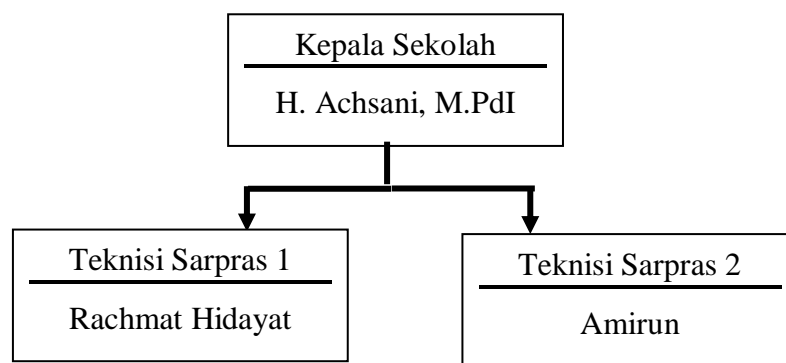 Kepala Sekolah
H. Achsani, M.PdI
Teknisi Sarpras 1
Rachmat Hidayat
Teknisi Sarpras 2
Amirun